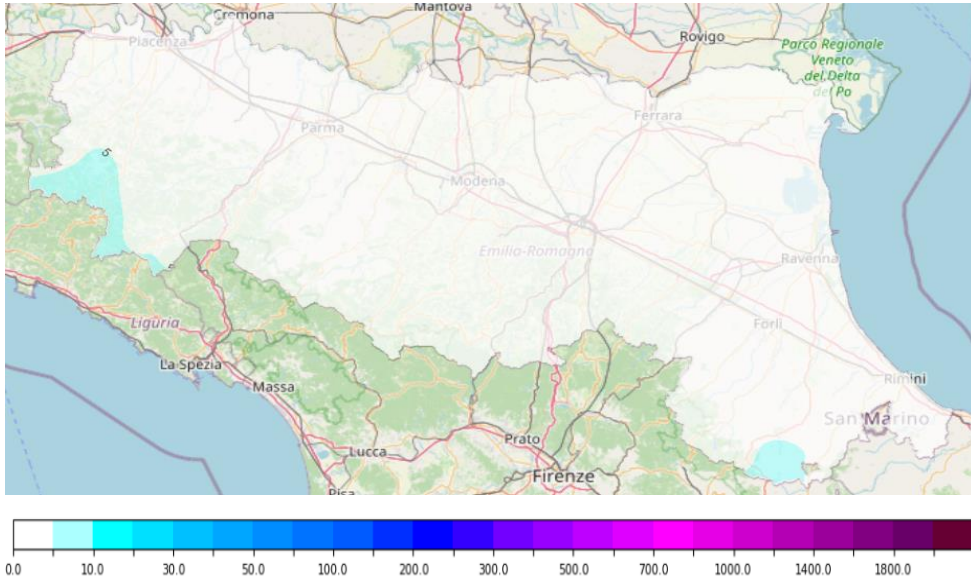 Cremona
Mantova
Piacenza
Rovigo
Parco Regionale
Veneto
del Delta
del Po
Parma
Ferrara
5
Modena
Emilia-Romagna
Ravenna
Liguria
Forlì
La Spezia
Massa
Rimini
San Marino
Prato
Lucca
Firenze
Pisa
0.0 10.0 30.0 50.0 100.0 200.0 300.0 500.0 700.0 1000.0 1400.0 1800.0